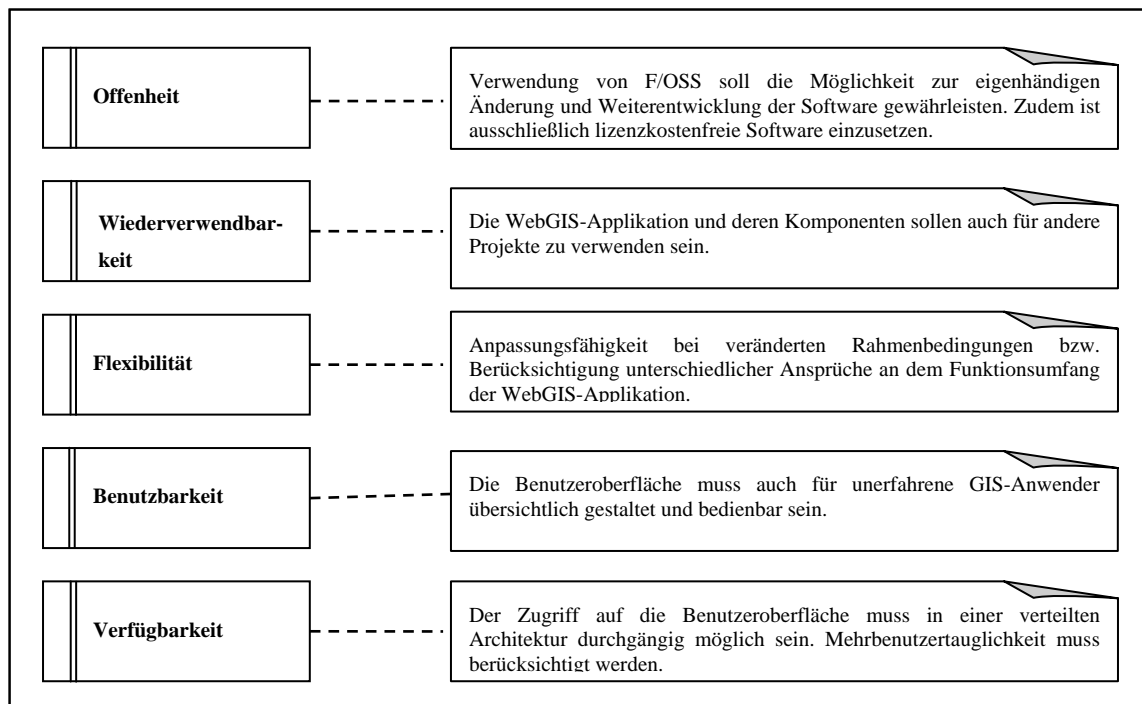 Offenheit
Verwendung von F/OSS soll die Möglichkeit zur eigenhändigen
Änderung und Weiterentwicklung der Software gewährleisten. Zudem ist
ausschließlich lizenzkostenfreie Software einzusetzen.
Wiederverwendbar-
keit
Die WebGIS-Applikation und deren Komponenten sollen auch für andere
Projekte zu verwenden sein.
Flexibilität
Anpassungsfähigkeit bei veränderten Rahmenbedingungen bzw.
Berücksichtigung unterschiedlicher Ansprüche an dem Funktionsumfang
der WebGIS-Applikation.
Benutzbarkeit
Die Benutzeroberfläche muss auch für unerfahrene GIS-Anwender
übersichtlich gestaltet und bedienbar sein.
Verfügbarkeit
Der Zugriff auf die Benutzeroberfläche muss in einer verteilten
Architektur durchgängig möglich sein. Mehrbenutzertauglichkeit muss
berücksichtigt werden.